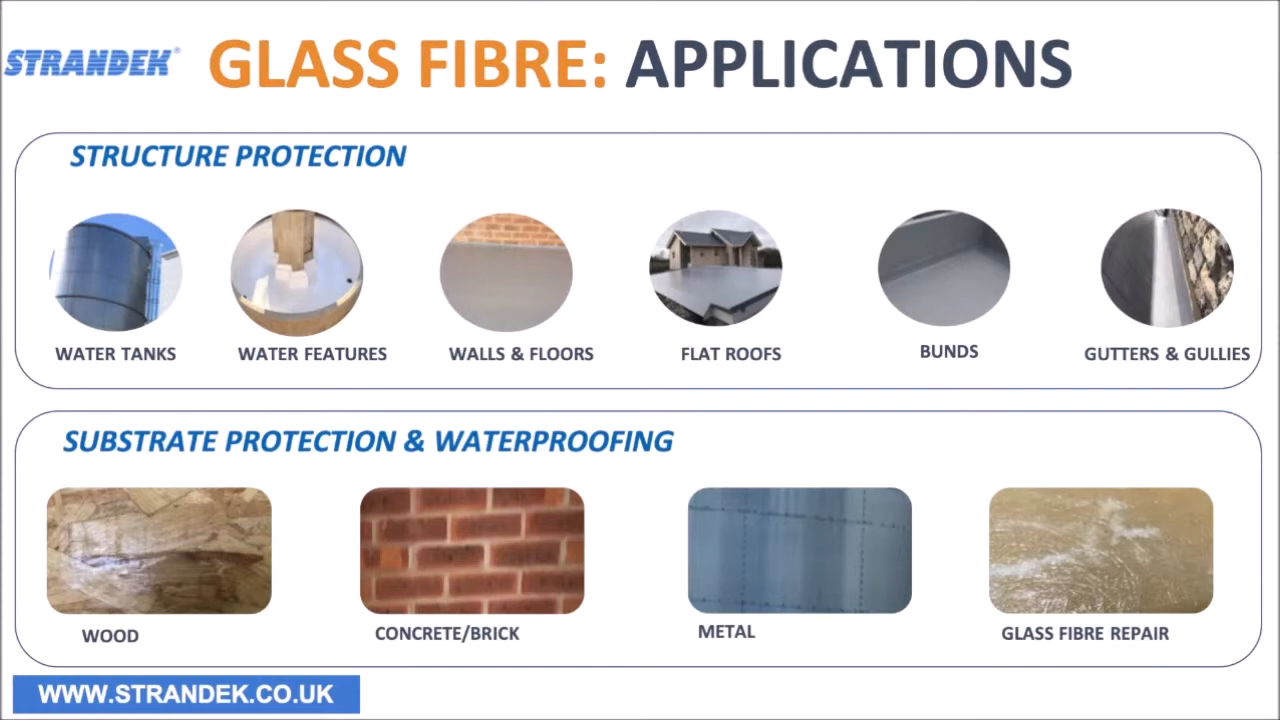 STRANDEK®
GLASS FIBRE: APPLICATIONS
STRUCTURE PROTECTION
WATER TANKS
WATER FEATURES
WALLS & FLOORS
FLAT ROOFS
BUNDS
GUTTERS & GULLIES
SUBSTRATE PROTECTION & WATERPROOFING
WOOD
CONCRETE/BRICK
METAL
GLASS FIBRE REPAIR
WWW.STRANDEK.CO.UK